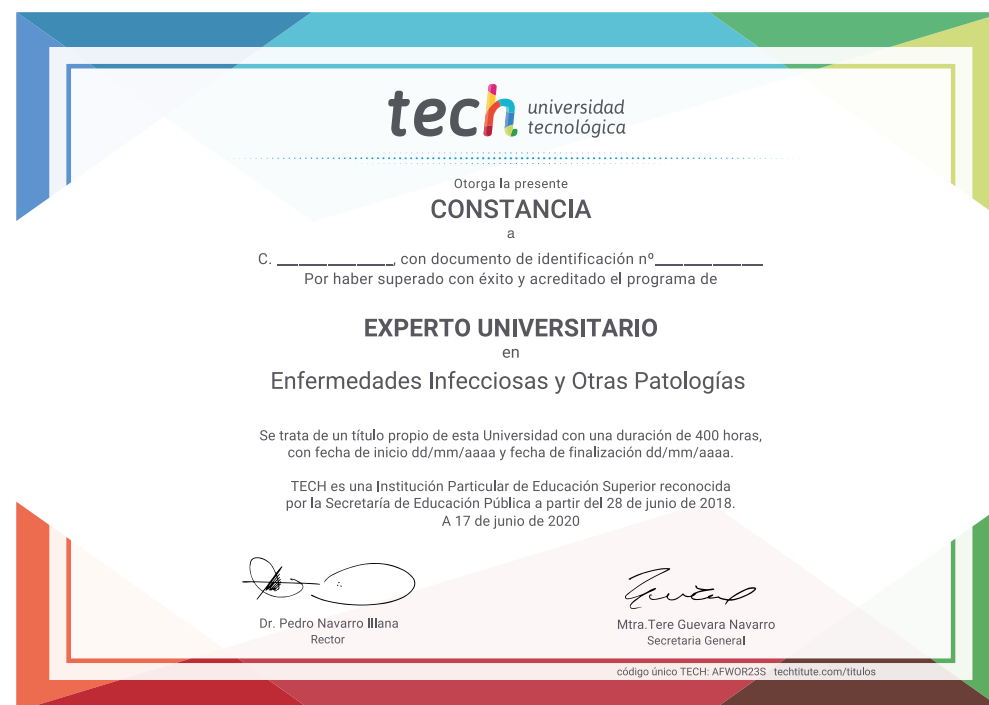 tech universidad
tecnológica
Otorga la presente
CONSTANCIA
a
C. ______________, con documento de identificación nº_____________
Por haber superado con éxito y acreditado el programa de
EXPERTO UNIVERSITARIO
en
Enfermedades Infecciosas y Otras Patologías
Se trata de un título propio de esta Universidad con una duración de 400 horas,
con fecha de inicio dd/mm/aaaa y fecha de finalización dd/mm/aaaa.
TECH es una Institución Particular de Educación Superior reconocida
por la Secretaría de Educación Pública a partir del 28 de junio de 2018.
A 17 de junio de 2020
Dr. Pedro Navarro Illana
Rector
Mtra.Tere Guevara Navarro
Secretaria General
código único TECH: AFWOR23S techtitute.com/titulos